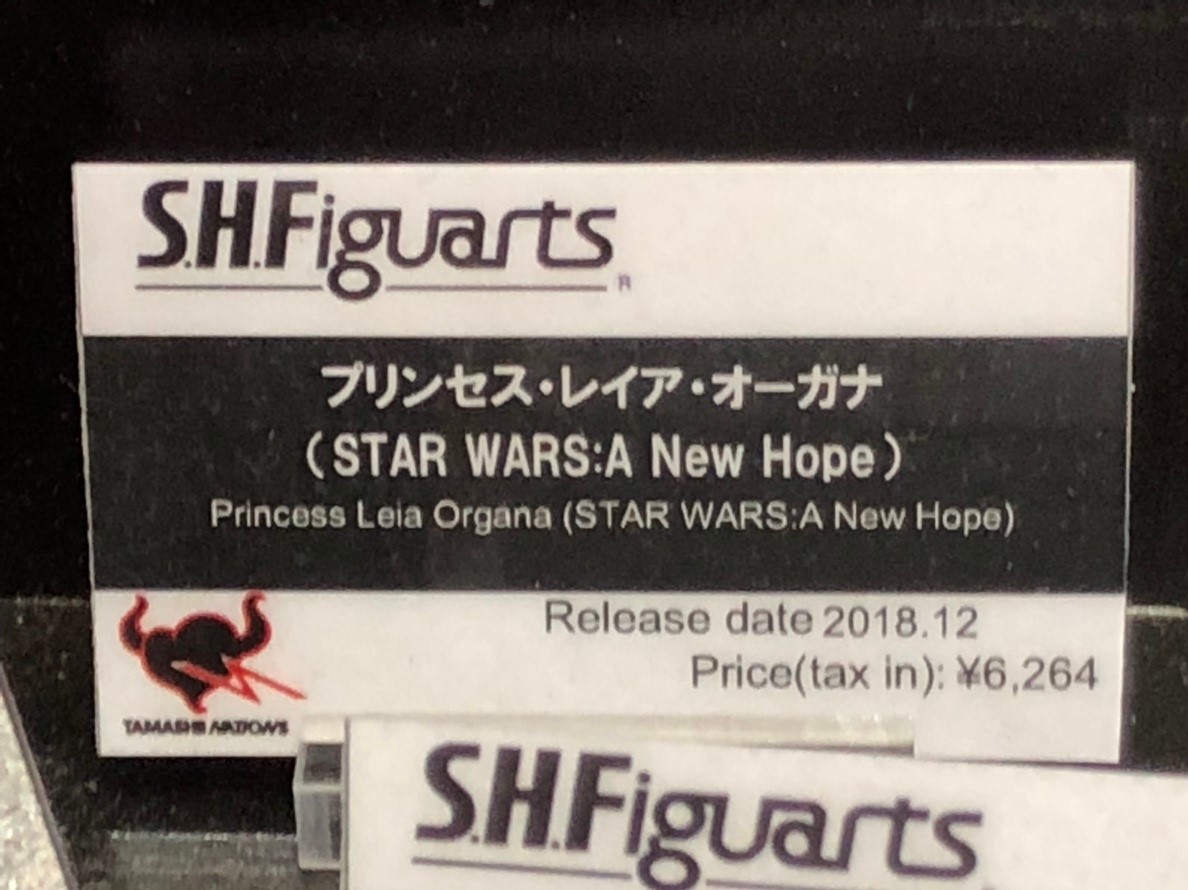 S.H.Figuarts
®
プリンセス・レイア・オーガナ
(STAR WARS:A New Hope)
Princess Leia Organa (STAR WARS:A New Hope)
Release date 2018.12
Price(tax in): ¥6,264
TAMASHII NATIONS
S.H.Figuarts